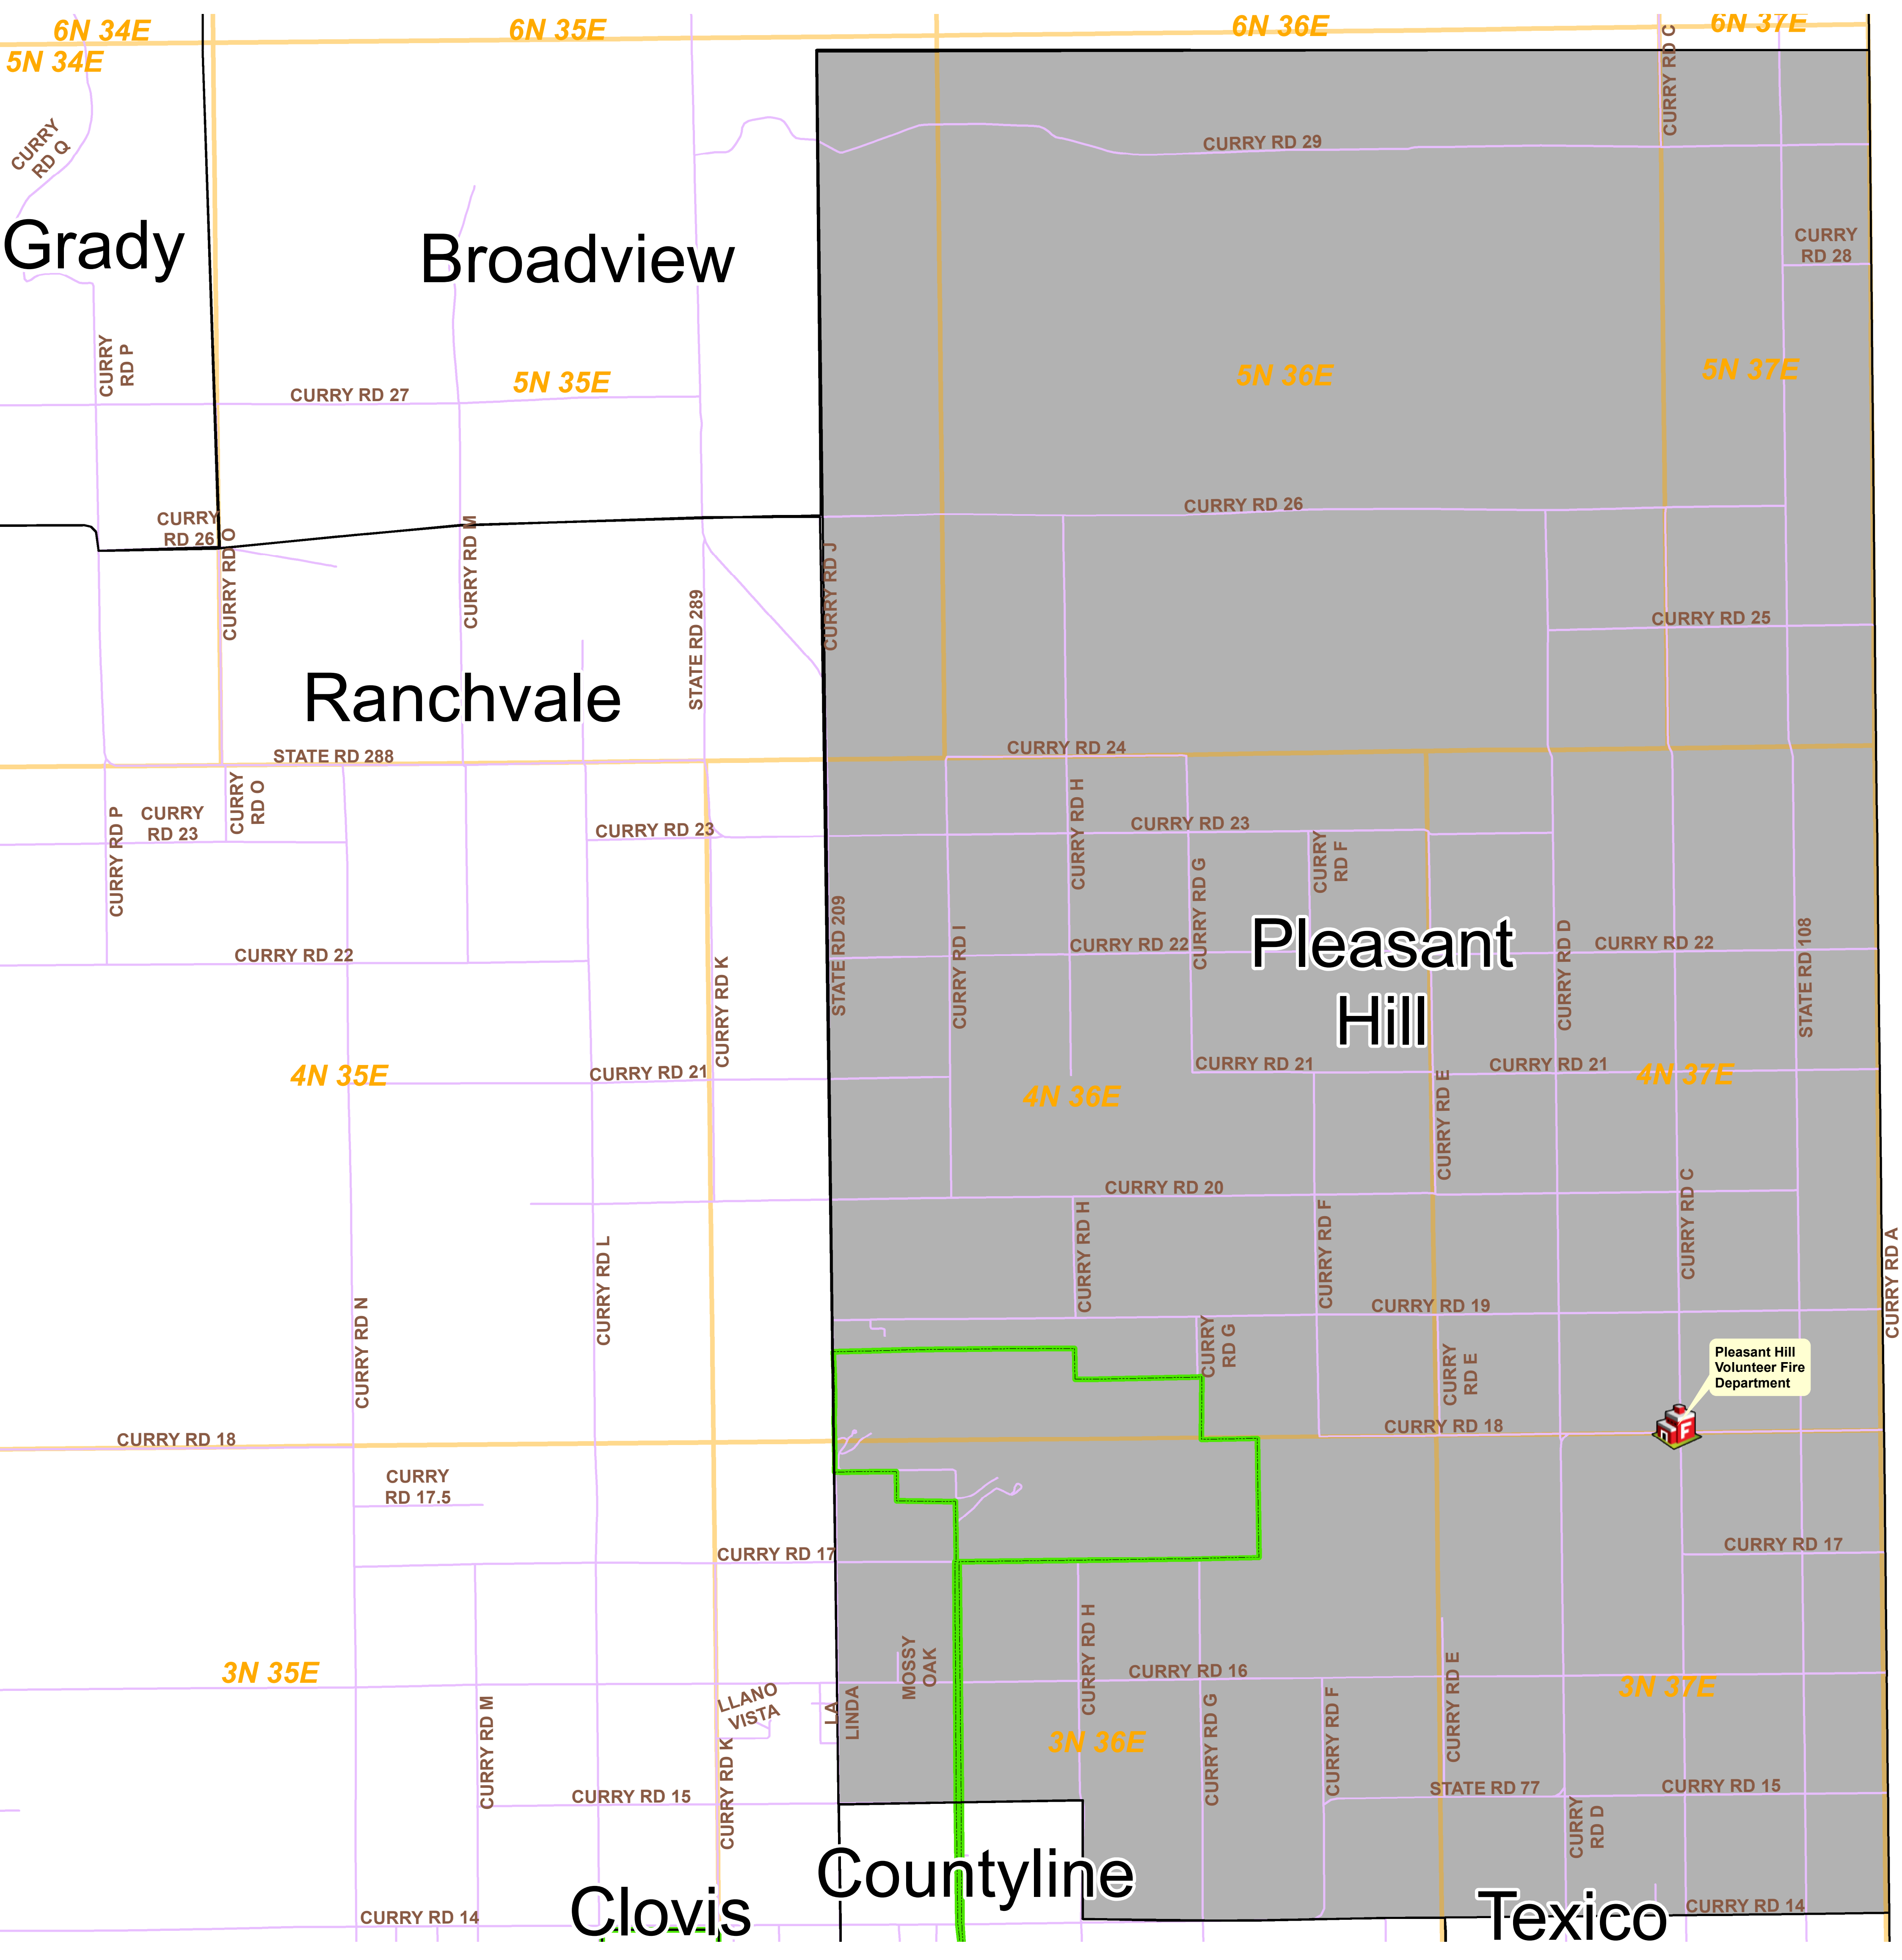 6N 34E
6N 35E
6N 36E
6N 37E
5N 34E
CURRY RD C
CURRY
RD Q
CURRY RD 29
Grady
Broadview
CURRY
RD 28
CURRY
RD P
5N 35E
5N 36E
5N 37E
CURRY RD 27
CURRY
RD 26
CURRY RD 26
CURRY RD O
CURRY RD M
STATE RD 289
CURRY RD J
CURRY RD 25
Ranchvale
STATE RD 288
CURRY RD 24
CURRY
RD O
CURRY RD P
CURRY
RD 23
CURRY RD 23
CURRY RD H
CURRY RD 23
CURRY
RD F
CURRY RD G
STATE RD 209
CURRY RD I
CURRY RD 22
CURRY RD K
CURRY RD 22
Pleasant
Hill
CURRY RD D
CURRY RD 22
STATE RD 108
4N 35E
CURRY RD 21
4N 36E
CURRY RD 21
CURRY RD E
CURRY RD 21
4N 37E
CURRY RD 20
CURRY RD L
CURRY RD N
CURRY RD H
CURRY RD F
CURRY RD C
CURRY RD A
CURRY RD 19
CURRY
RD G
CURRY
RD E
Pleasant Hill
Volunteer Fire
Department
F
CURRY RD 18
CURRY RD 18
CURRY
RD 17.5
CURRY RD 17
CURRY RD 17
3N 35E
MOSSY
OAK
CURRY RD H
CURRY RD 16
3N 37E
LLANO
VISTA
LA
LINDA
CURRY RD M
CURRY RD K
3N 36E
CURRY RD G
CURRY RD F
CURRY RD E
CURRY RD 15
STATE RD 77
CURRY RD 15
CURRY
RD D
Countyline
CURRY RD 14
Clovis
Texico
CURRY RD 14